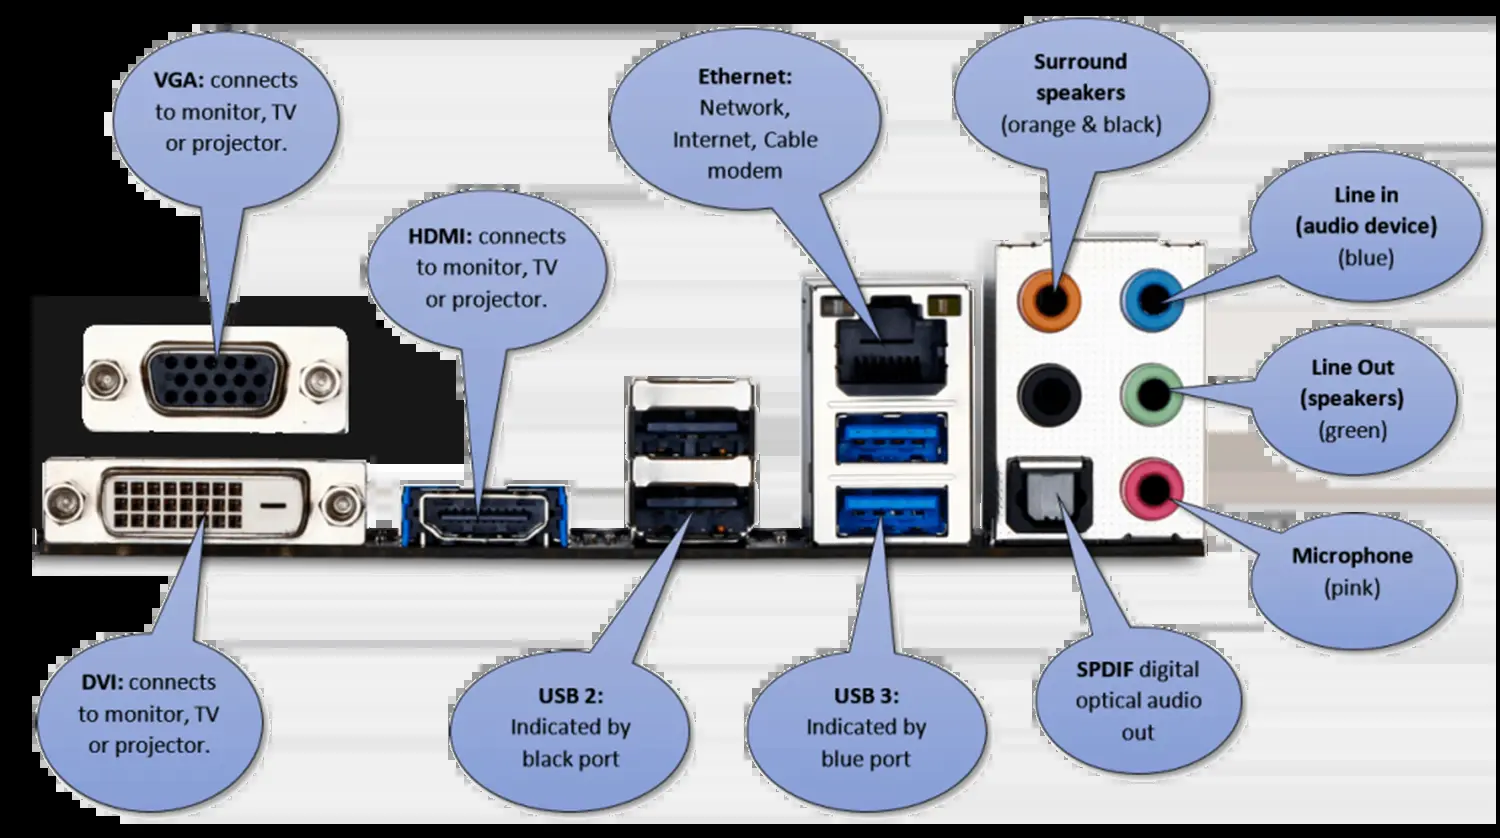 VGA: connects
to monitor, TV
or projector.
HDMI: connects
to monitor, TV
or projector.
Ethernet:
Network,
Internet, Cable
modem
Surround
speakers
(orange & black)
Line in
(audio device)
(blue)
Line Out
(speakers)
(green)
Microphone
(pink)
DVI: connects
to monitor, TV
or projector.
USB 2:
Indicated by
black port
USB 3:
Indicated by
blue port
SPDIF digital
optical audio
out